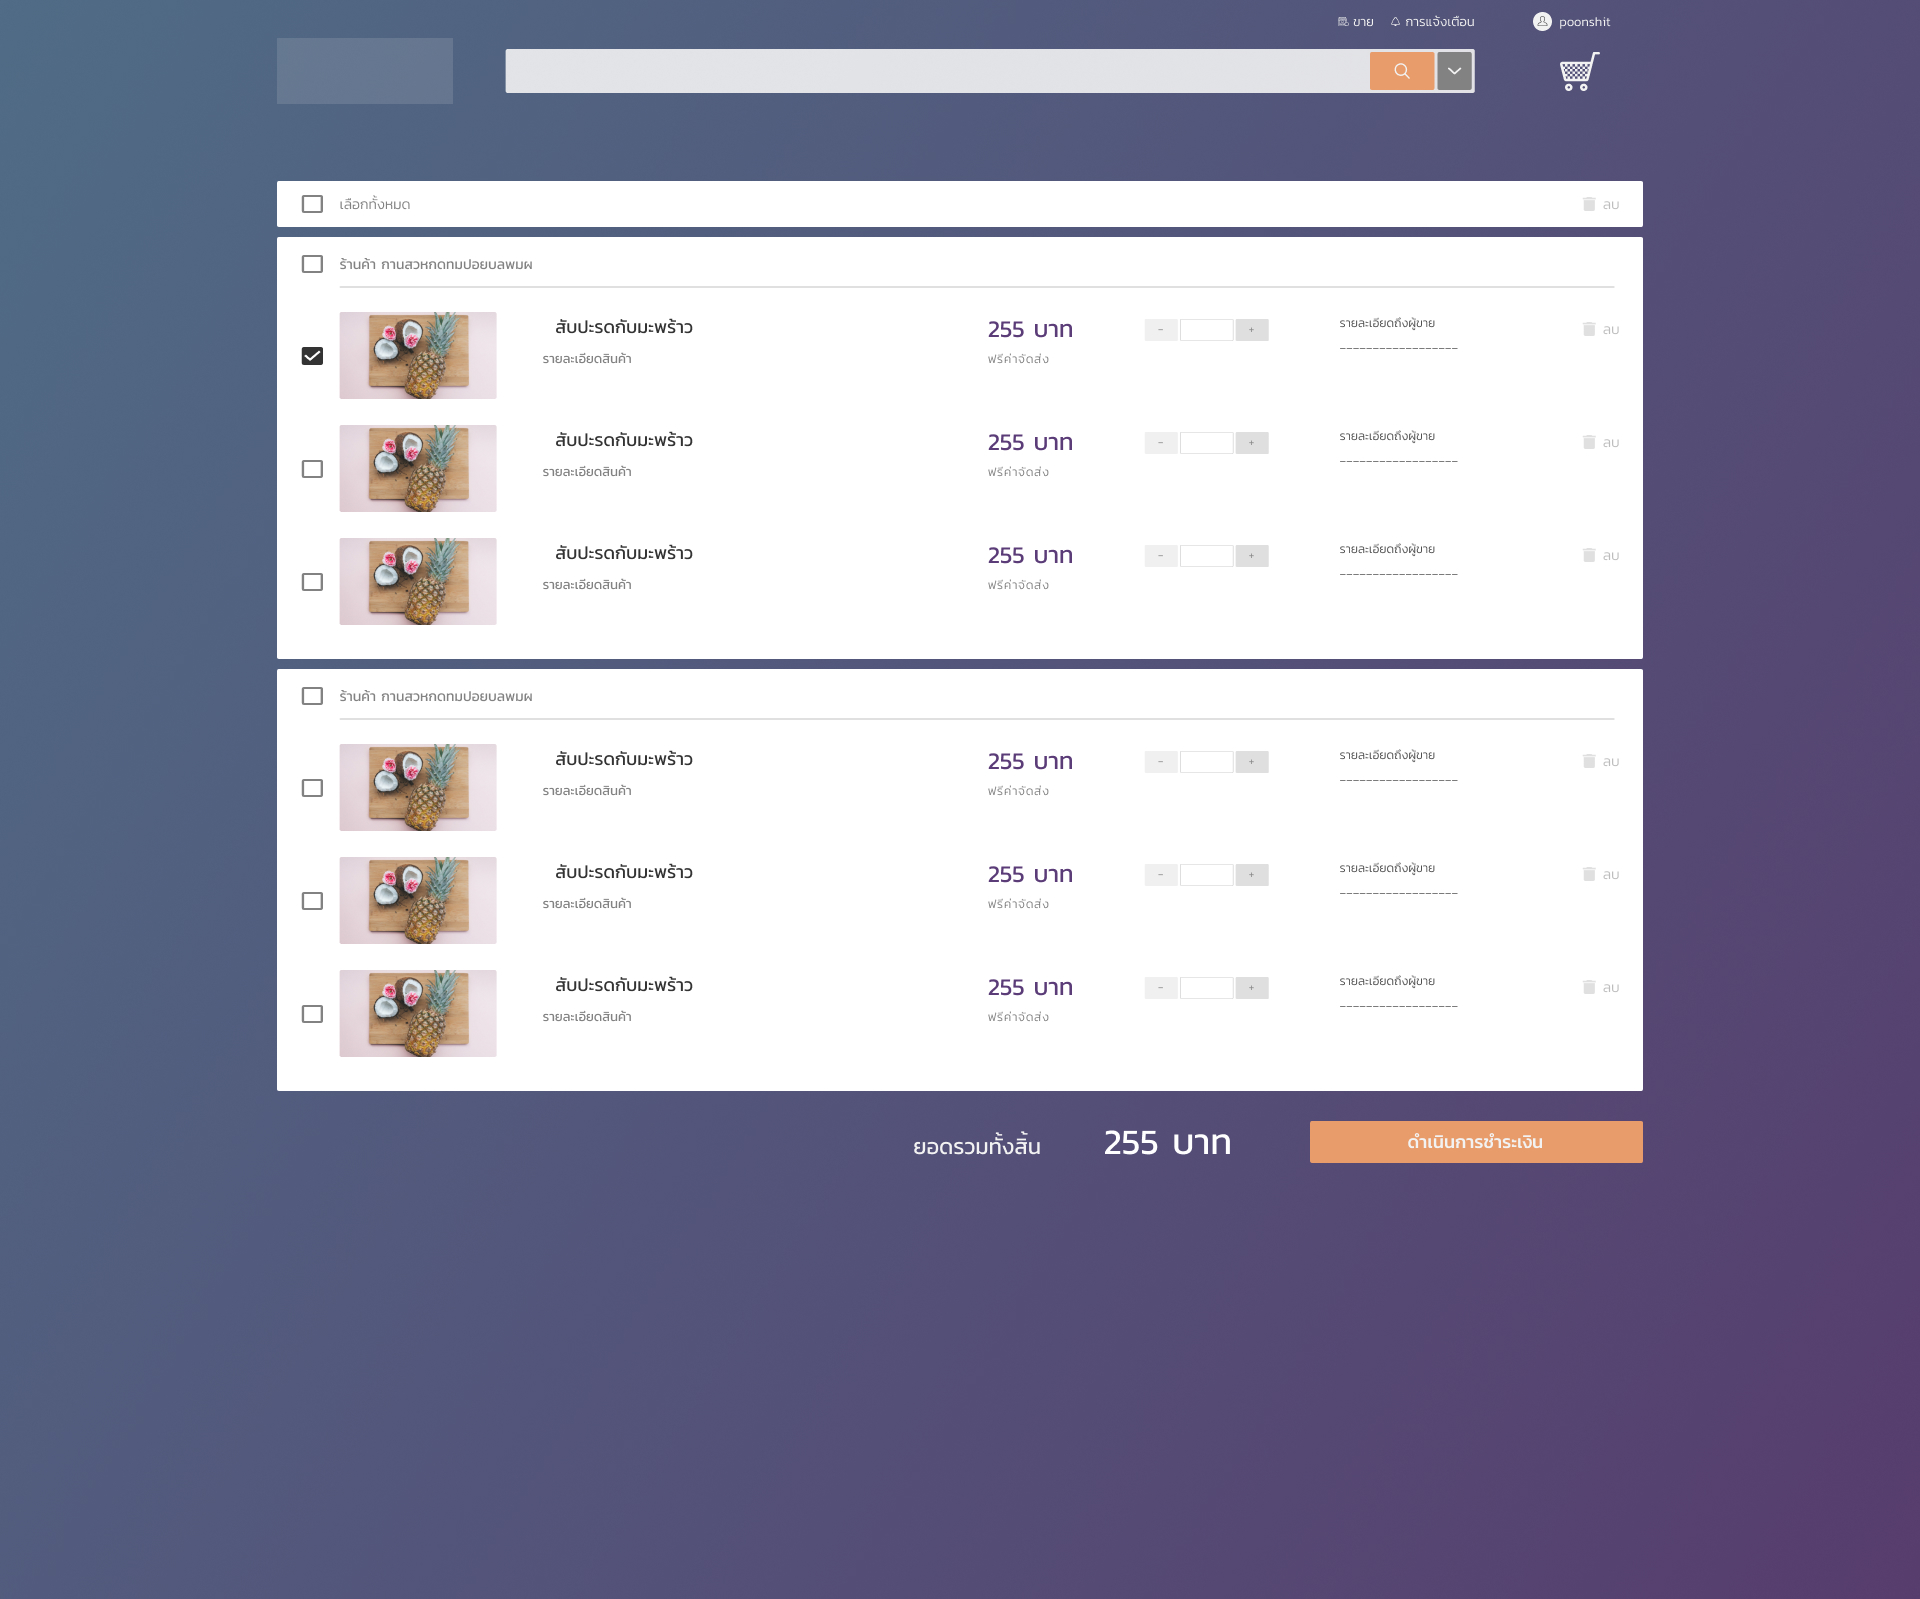 ขาย การแจ้งเตือน poonshit
เลือกทั้งหมด ลบ
ร้านค้า กานสวหกดทมปอยบลพมผ
สับปะรดกับมะพร้าว 255 บาท - + รายละเอียดถึงผู้ขาย ลบ
รายละเอียดสินค้า ฟรีค่าจัดส่ง __________________
สับปะรดกับมะพร้าว 255 บาท - + รายละเอียดถึงผู้ขาย ลบ
รายละเอียดสินค้า ฟรีค่าจัดส่ง __________________
สับปะรดกับมะพร้าว 255 บาท - + รายละเอียดถึงผู้ขาย ลบ
รายละเอียดสินค้า ฟรีค่าจัดส่ง __________________
ร้านค้า กานสวหกดทมปอยบลพมผ
สับปะรดกับมะพร้าว 255 บาท - + รายละเอียดถึงผู้ขาย ลบ
รายละเอียดสินค้า ฟรีค่าจัดส่ง __________________
สับปะรดกับมะพร้าว 255 บาท - + รายละเอียดถึงผู้ขาย ลบ
รายละเอียดสินค้า ฟรีค่าจัดส่ง __________________
สับปะรดกับมะพร้าว 255 บาท - + รายละเอียดถึงผู้ขาย ลบ
รายละเอียดสินค้า ฟรีค่าจัดส่ง __________________
ยอดรวมทั้งสิ้น 255 บาท ดำเนินการชำระเงิน